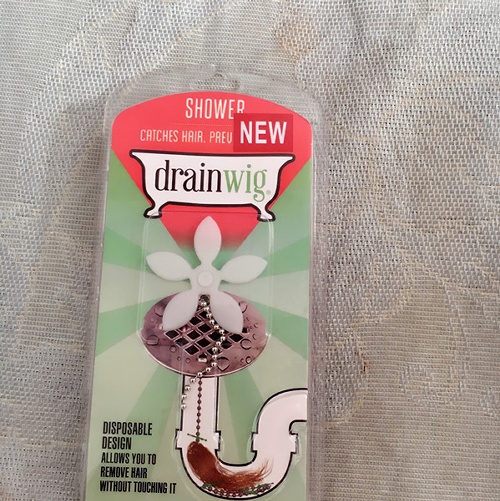 SHOWER
CATCHES HAIR. PREV
NEW
drainwig®
DISPOSABLE
DESIGN
ALLOWS YOU TO
REMOVE HAIR
WITHOUT TOUCHING IT